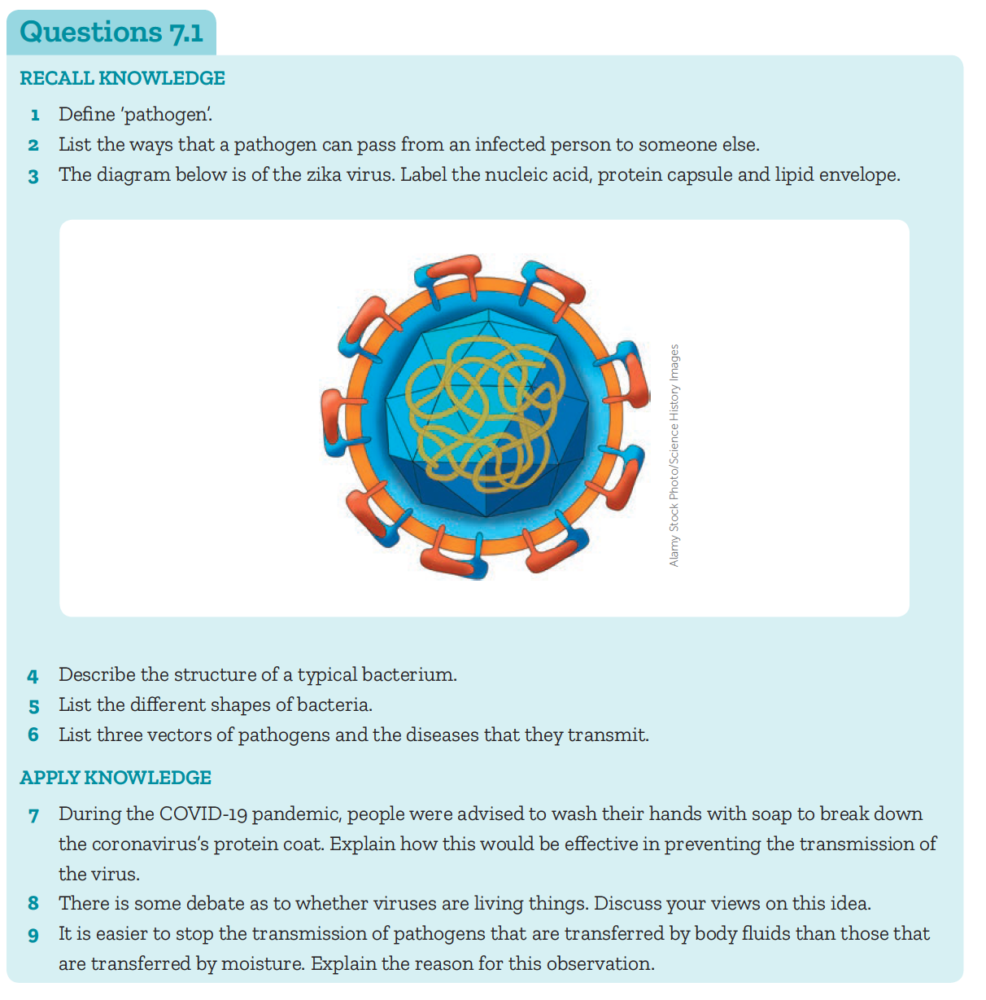 Questions 7.1
RECALL KNOWLEDGE
1 Define ‘pathogen’.
2 List the ways that a pathogen can pass from an infected person to someone else.
3 The diagram below is of the zika virus. Label the nucleic acid, protein capsule and lipid envelope.
Alamy Stock Photo/Science History Images
4 Describe the structure of a typical bacterium.
5 List the different shapes of bacteria.
6 List three vectors of pathogens and the diseases that they transmit.
APPLY KNOWLEDGE
7 During the COVID-19 pandemic, people were advised to wash their hands with soap to break down
the coronavirus’s protein coat. Explain how this would be effective in preventing the transmission of
the virus.
8 There is some debate as to whether viruses are living things. Discuss your views on this idea.
9 It is easier to stop the transmission of pathogens that are transferred by body fluids than those that
are transferred by moisture. Explain the reason for this observation.